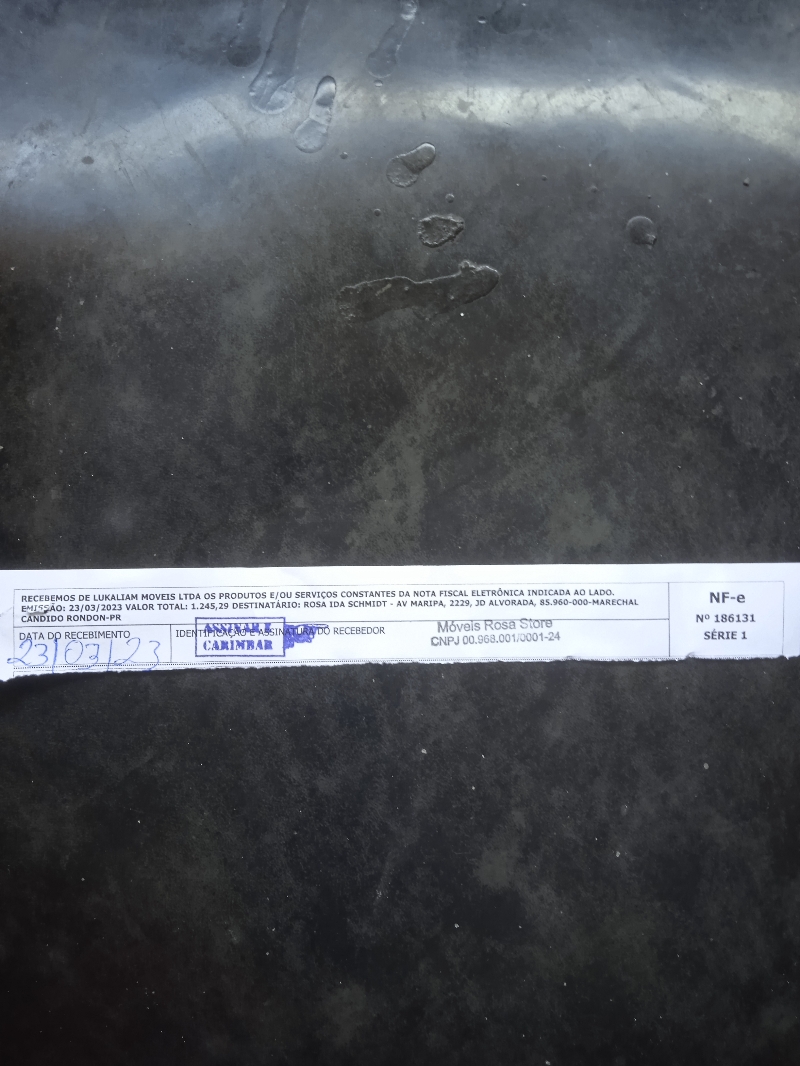 RECEBEMOS DE LUKALIAM MOVEIS LTDA OS PRODUTOS E/OU SERVIÇOS CONSTANTES DA NOTA FISCAL ELETRÔNICA INDICADA AO LADO.
EMISSÃO: 23/03/2023 VALOR TOTAL: 1.245,29 DESTINATÁRIO: ROSA IDA SCHMIDT - AV MARIPA, 2229, JD ALVORADA, 85.960-000-MARECHAL
CANDIDO RONDON-PR
DATA DO RECEBIMENTO
23/03/23
IDENTIFICAÇÃO E ASSINATURA DO RECEBEDOR
ASSINAR E
CARIMBAR
Móveis Rosa Store
CNPJ 00.968.001/0001-24
NF-e
Nº 186131
SÉRIE 1